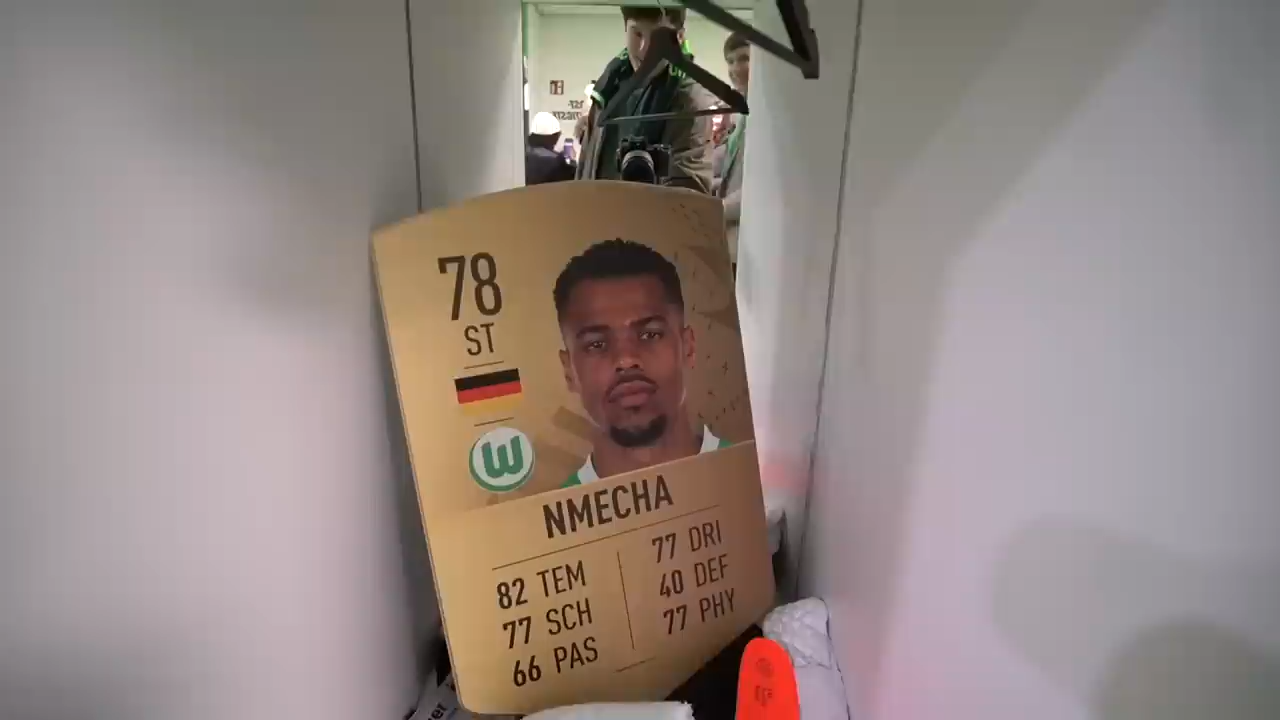 78
ST
W
NMECHA
82 TEM
77 SCH
66 PAS
77 DRI
40 DEF
77 PHY